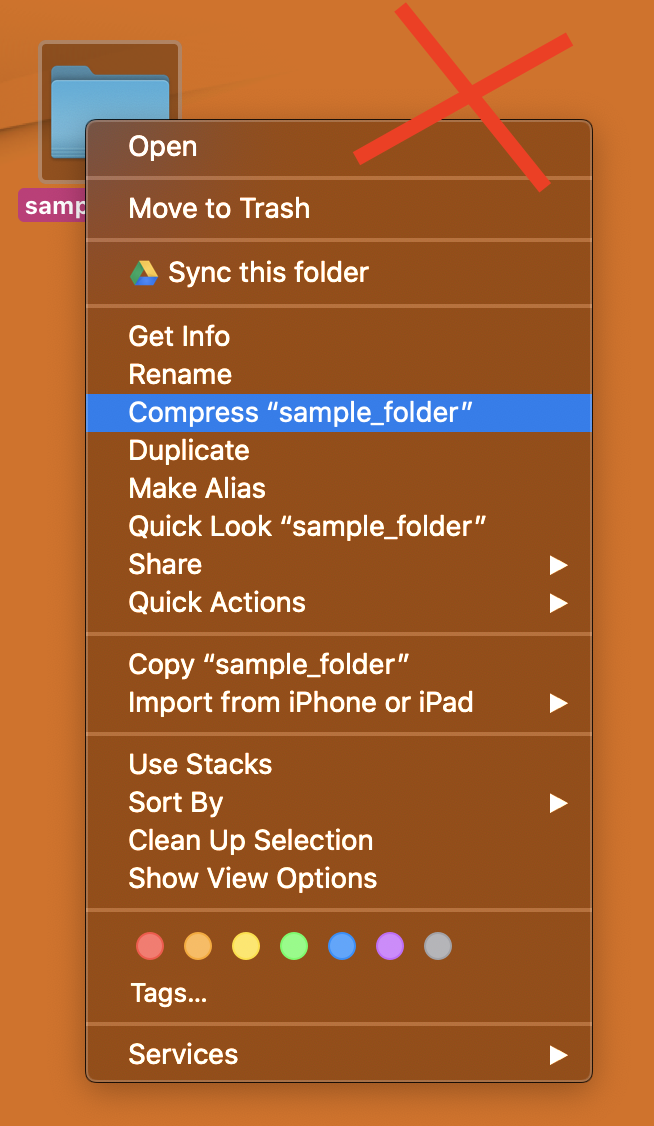 Open
samp
Move to Trash
Sync this folder
Get Info
Rename
Compress “sample_folder”
Duplicate
Make Alias
Quick Look “sample_folder”
Share
Quick Actions
Copy “sample_folder”
Import from iPhone or iPad
Use Stacks
Sort By
Clean Up Selection
Show View Options
Tags...
Services